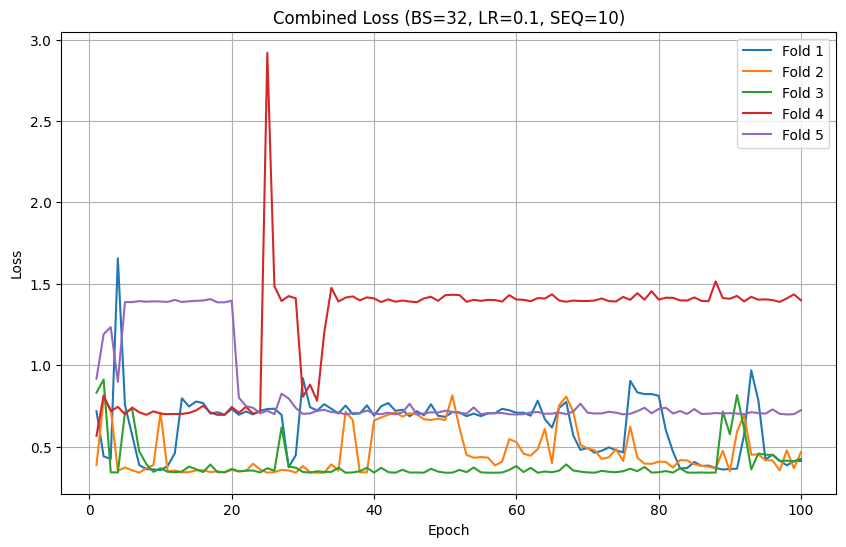 Combined Loss (BS=32, LR=0.1, SEQ=10)
3.0
2.5
2.0
1.5
1.0
0.5
Loss
0 20 40 60 80 100
Epoch
Fold 1
Fold 2
Fold 3
Fold 4
Fold 5